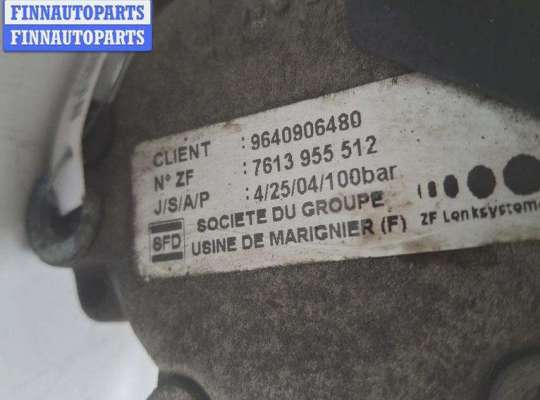 FINNAUTOPARTS
FINNAUTOPARTS
CLIENT : 9640906480
N° ZF : 7613 955 512
J/S/A/P : 4/25/04/100bar
SFD SOCIETE DU GROUPE
USINE DE MARIGNIER (F) ZF Lenksysteme